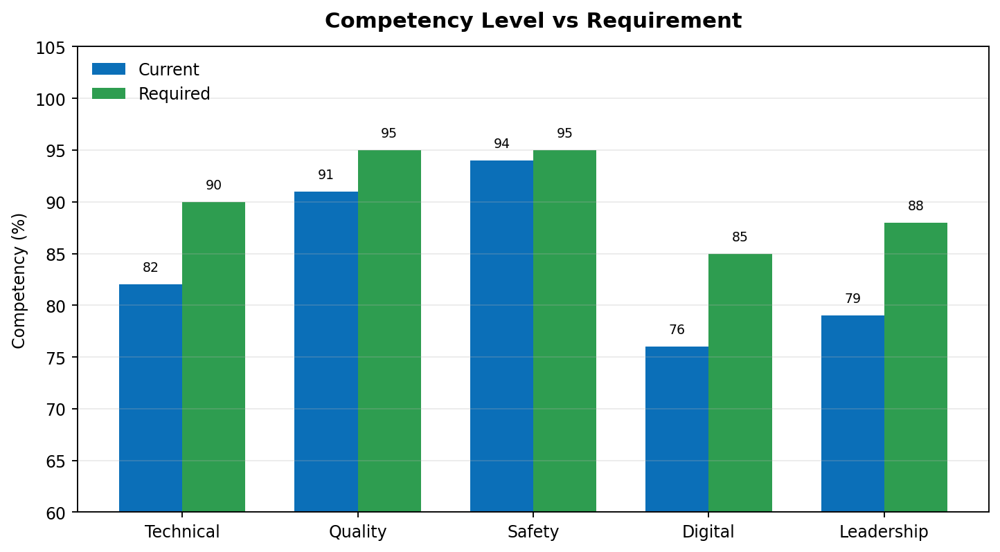 Competency Level vs Requirement
Current
Required
Competency (%)
105
100
95
90
85
80
75
70
65
60
82
90
91
95
94
95
76
85
79
88
Technical
Quality
Safety
Digital
Leadership